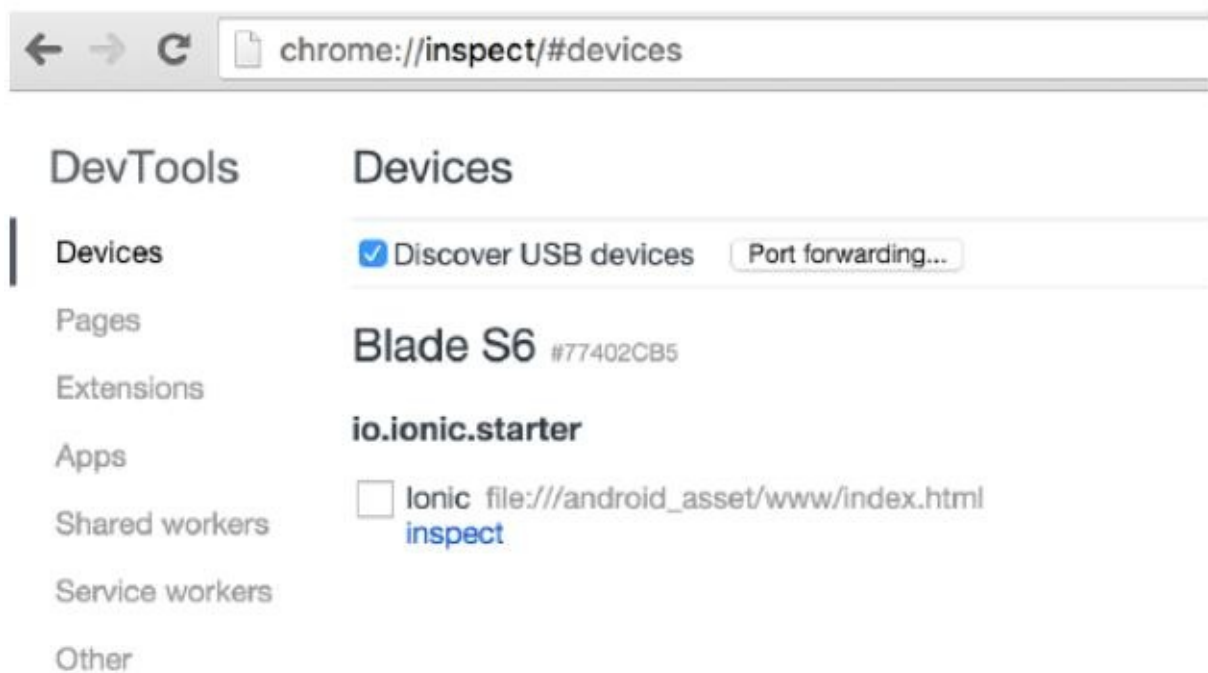 chrome://inspect/#devices
DevTools
Devices
Pages
Extensions
Apps
Shared workers
Service workers
Other
Devices
Discover USB devices Port forwarding...
Blade S6 #77402CB5
io.ionic.starter
Ionic file:///android_asset/www/index.html
inspect